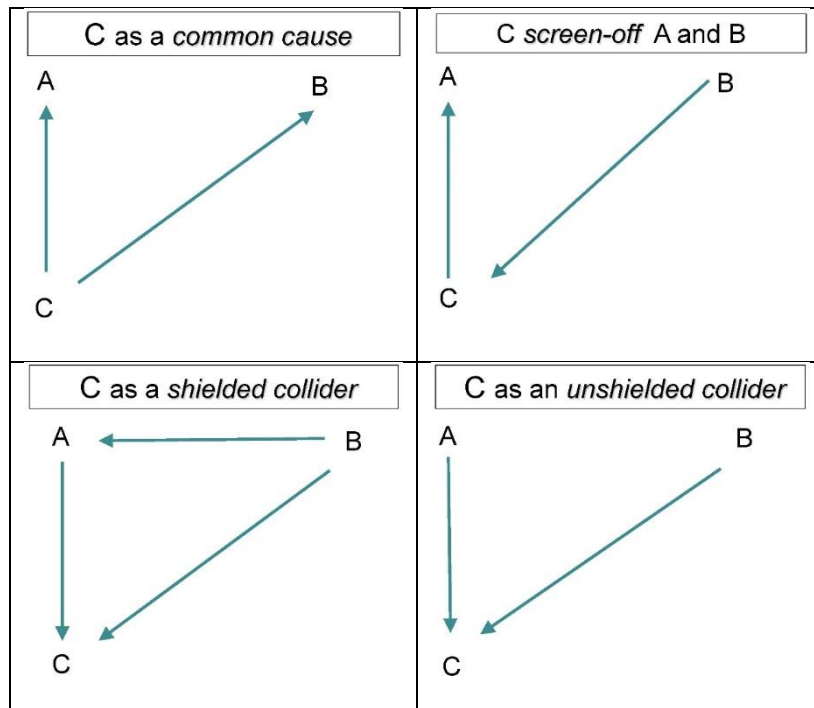 C as a common cause
A
B
C
C screen-off A and B
A
B
C
C as a shielded collider
A
B
C
C as an unshielded collider
A
B
C